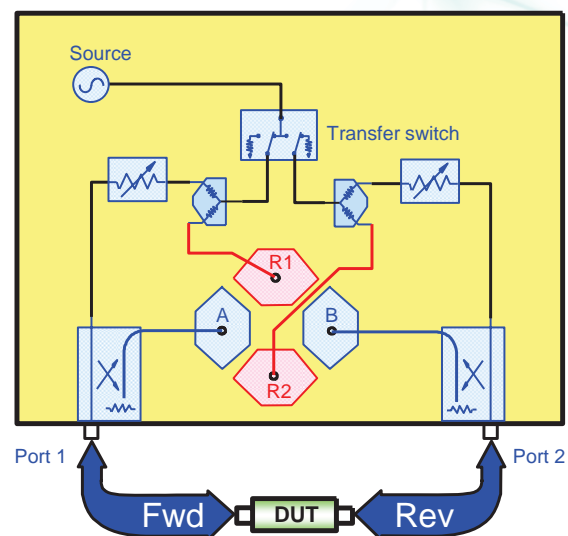 Source
Transfer switch
R1
A
B
R2
Port 1
Port 2
Fwd
DUT
Rev